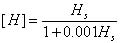 [H] = H_s / (1+0.001H_s)